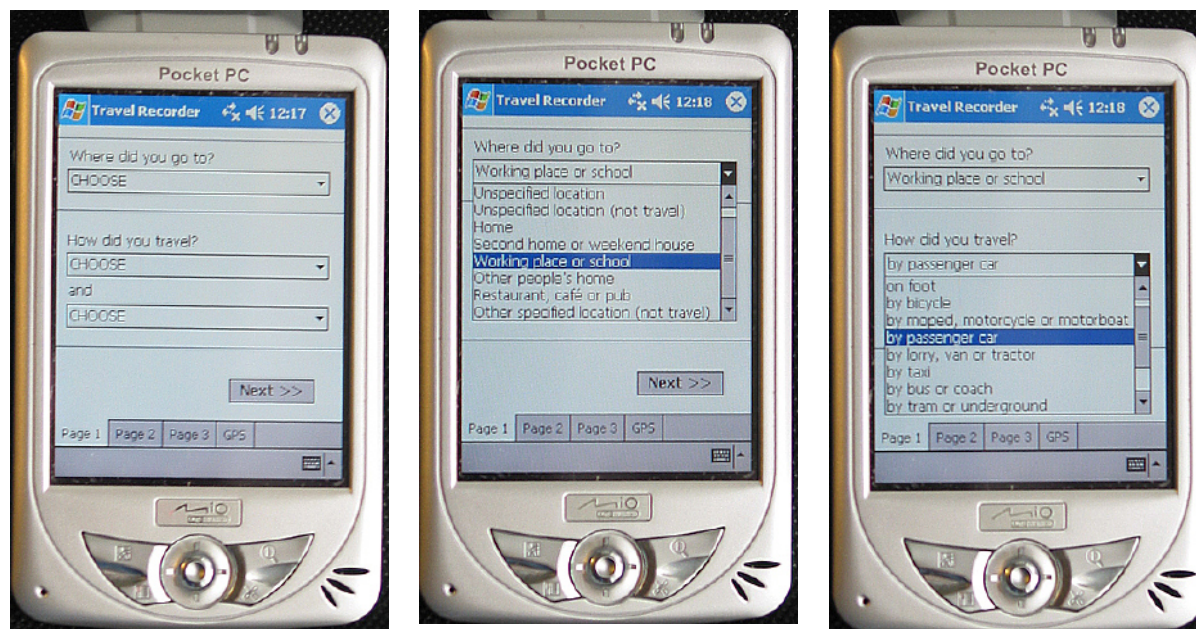 Pocket PC
Travel Recorder 12:17
Where did you go to?
CHOOSE
How did you travel?
CHOOSE
and
CHOOSE
Next >>
Page 1 Page 2 Page 3 GPS
Mio
Pocket PC
Travel Recorder 12:18
Where did you go to?
Working place or school
Unspecified location
Unspecified location (not travel)
Home
Second home or weekend house
Working place or school
Other people's home
Restaurant, café or pub
Other specified location (not travel)
Next >>
Page 1 Page 2 Page 3 GPS
Mio
Pocket PC
Travel Recorder 12:18
Where did you go to?
Working place or school
How did you travel?
by passenger car
on foot
by bicycle
by moped, motorcycle or motorboat
by passenger car
by lorry, van or tractor
by taxi
by bus or coach
by tram or underground
Page 1 Page 2 Page 3 GPS
Mio